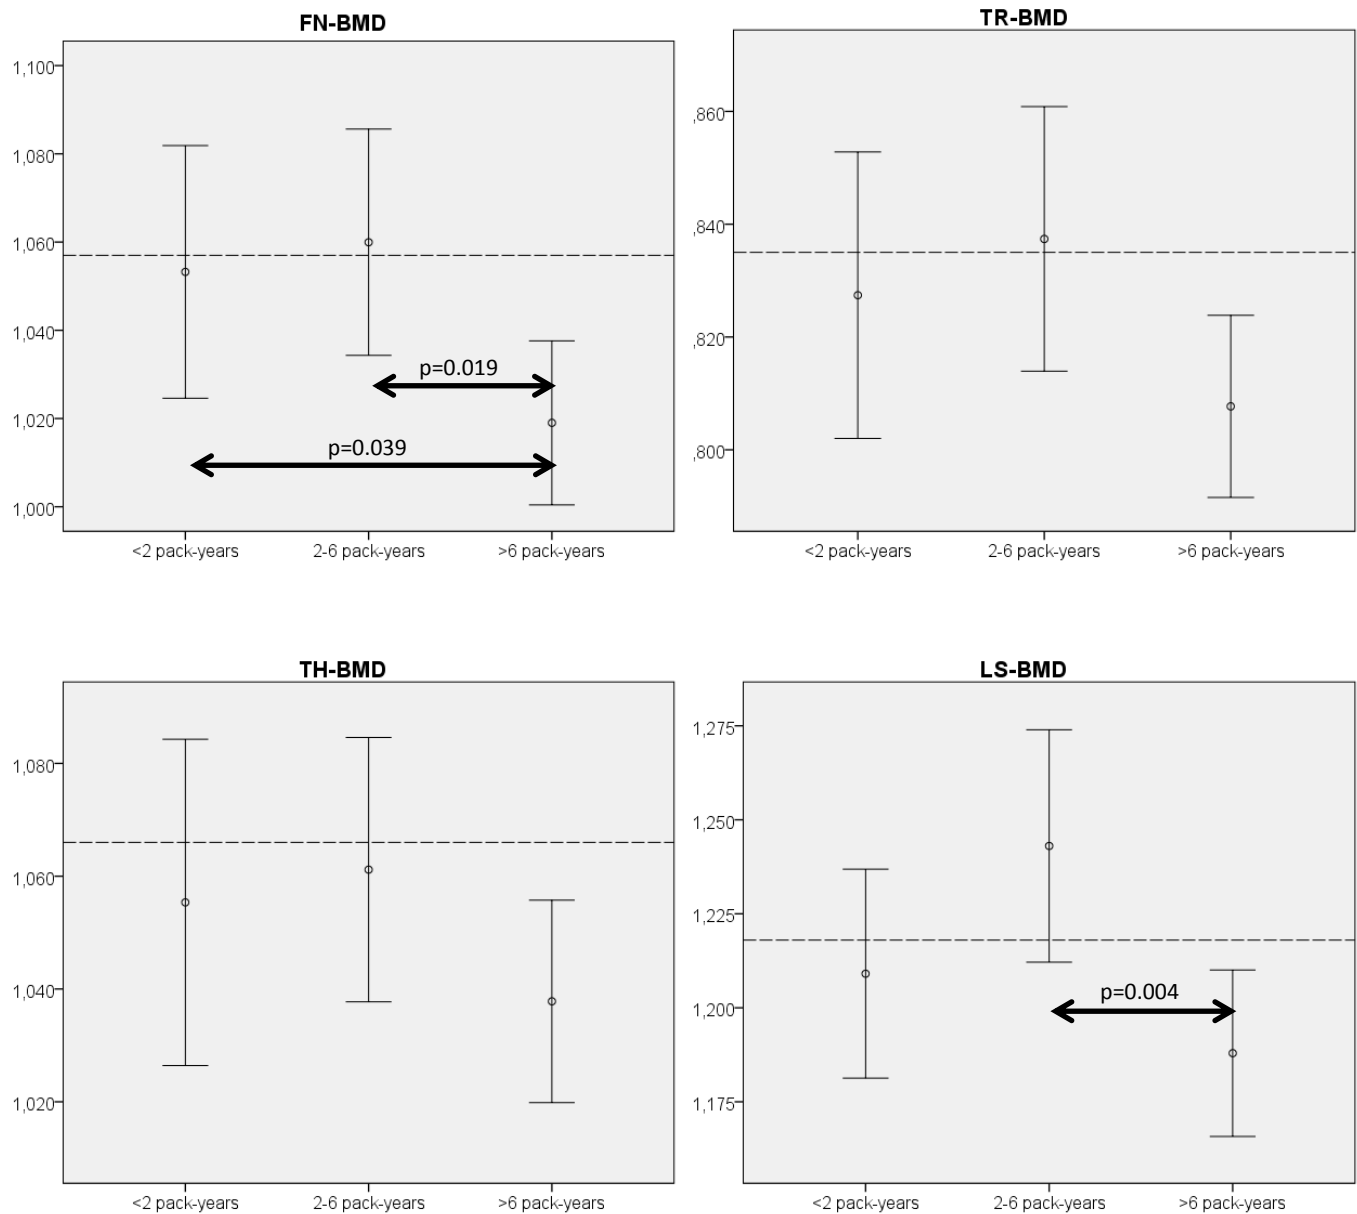 FN-BMD
1,100
1,080
1,060
1,040
1,020
1,000
p=0.019
p=0.039
<2 pack-years 2-6 pack-years >6 pack-years
TR-BMD
,860
,840
,820
,800
<2 pack-years 2-6 pack-years >6 pack-years
TH-BMD
1,080
1,060
1,040
1,020
<2 pack-years 2-6 pack-years >6 pack-years
LS-BMD
1,275
1,250
1,225
1,200
1,175
p=0.004
<2 pack-years 2-6 pack-years >6 pack-years